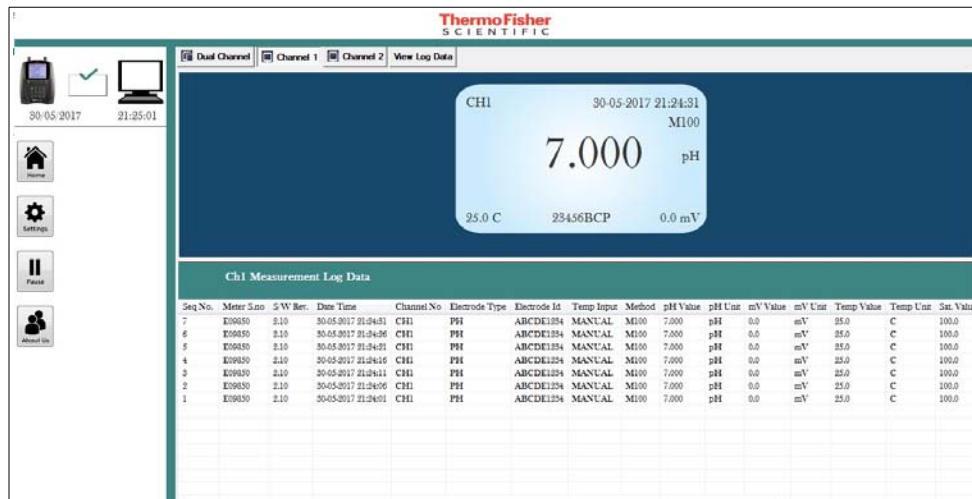 ThermoFisher
SCIENTIFIC
Dual Channel Channel 1 Channel 2 View Log Data
30/05/2017 21:25:01
Home
Settings
Pause
About Us
CH1 30-05-2017 21:24:31
M100
7.000 pH
25.0 C 23456BCP 0.0 mV
Ch1 Measurement Log Data
Seq No. Meter S.no S/W Rev. Date Time Channel No Electrode Type Electrode Id Temp Input Method pH Value pH Unit mV Value mV Unit Temp Value Temp Unit Sat. Valu
7 E09850 2.10 30-05-2017 21:24:31 CH1 PH ABCDE1234 MANUAL M100 7.000 pH 0.0 mV 25.0 C 100.0
6 E09850 2.10 30-05-2017 21:24:26 CH1 PH ABCDE1234 MANUAL M100 7.000 pH 0.0 mV 25.0 C 100.0
5 E09850 2.10 30-05-2017 21:24:21 CH1 PH ABCDE1234 MANUAL M100 7.000 pH 0.0 mV 25.0 C 100.0
4 E09850 2.10 30-05-2017 21:24:16 CH1 PH ABCDE1234 MANUAL M100 7.000 pH 0.0 mV 25.0 C 100.0
3 E09850 2.10 30-05-2017 21:24:11 CH1 PH ABCDE1234 MANUAL M100 7.000 pH 0.0 mV 25.0 C 100.0
2 E09850 2.10 30-05-2017 21:24:06 CH1 PH ABCDE1234 MANUAL M100 7.000 pH 0.0 mV 25.0 C 100.0
1 E09850 2.10 30-05-2017 21:24:01 CH1 PH ABCDE1234 MANUAL M100 7.000 pH 0.0 mV 25.0 C 100.0